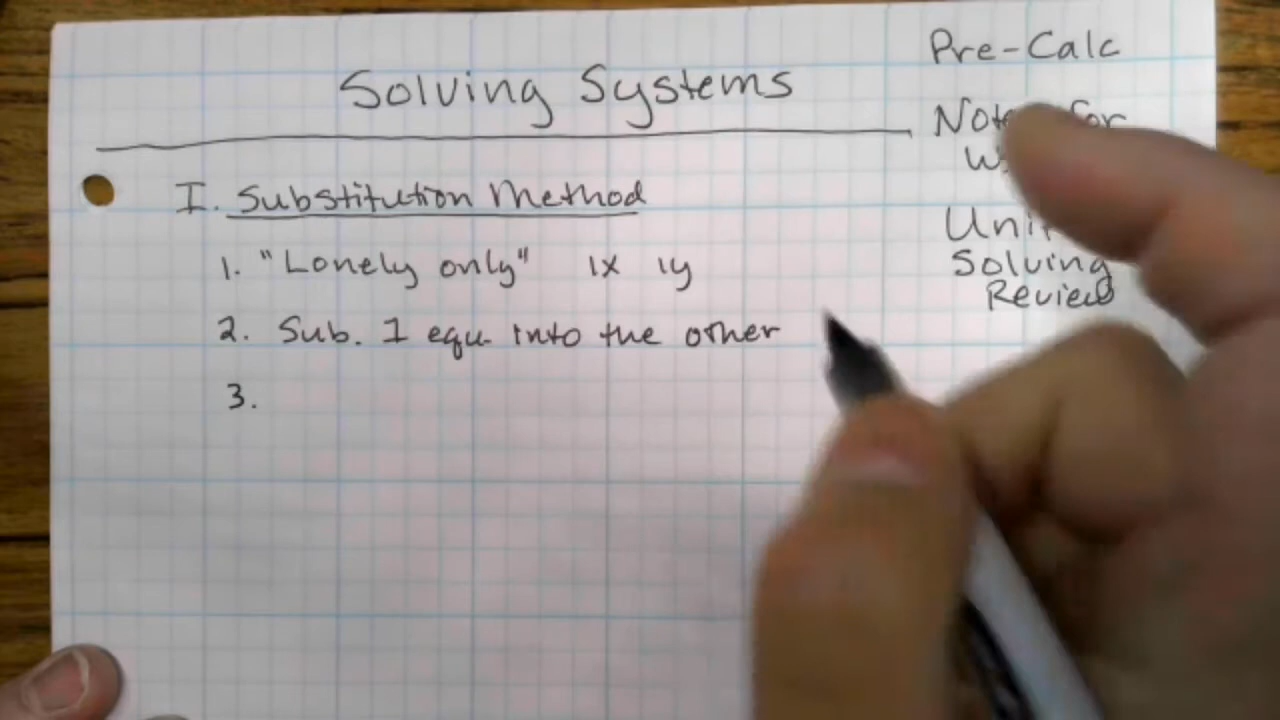 Solving Systems
Pre-Calc
I. Substitution Method
1. "Lonely only" 1x 1y
2. Sub. 1 equ. into the other
3.
Solving
Review